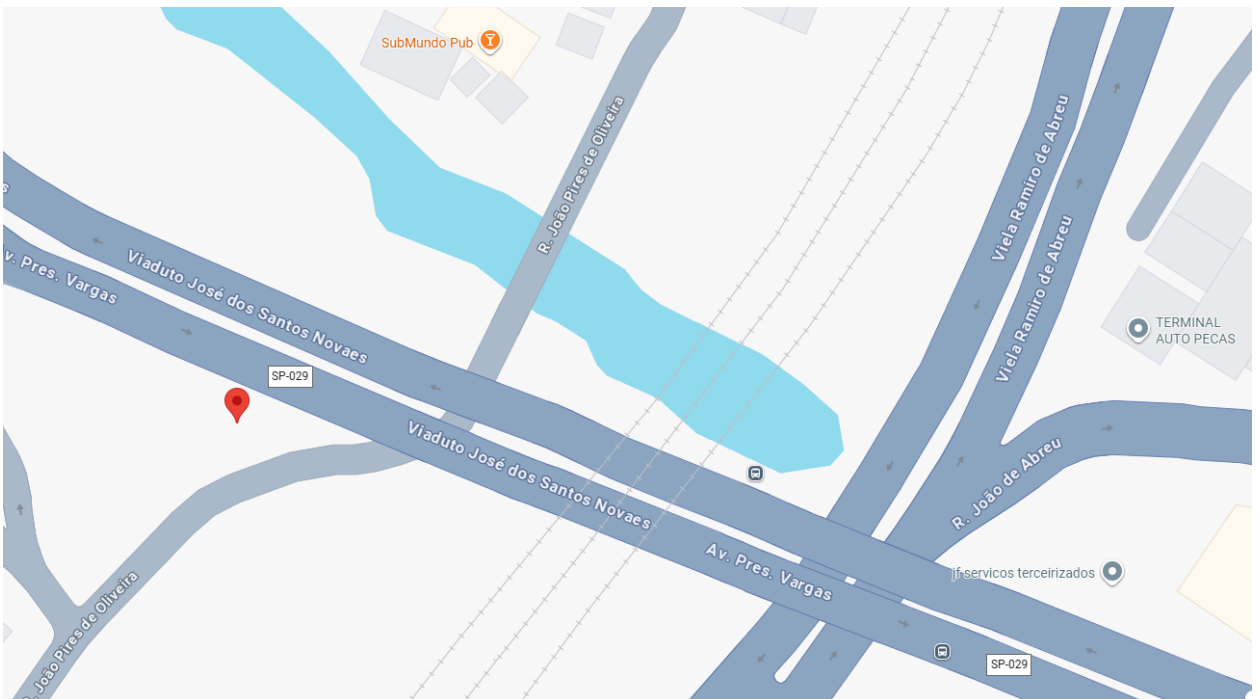 SubMundo Pub
R. João Pires de Oliveira
Viela Ramiro de Abreu
Viela Ramiro de Abreu
Av. Pres. Vargas
Viaduto José dos Santos Novaes
TERMINAL
AUTO PECAS
SP-029
Viaduto José dos Santos Novaes
R. João de Abreu
Av. Pres. Vargas
jf servicos terceirizados
R. João Pires de Oliveira
SP-029